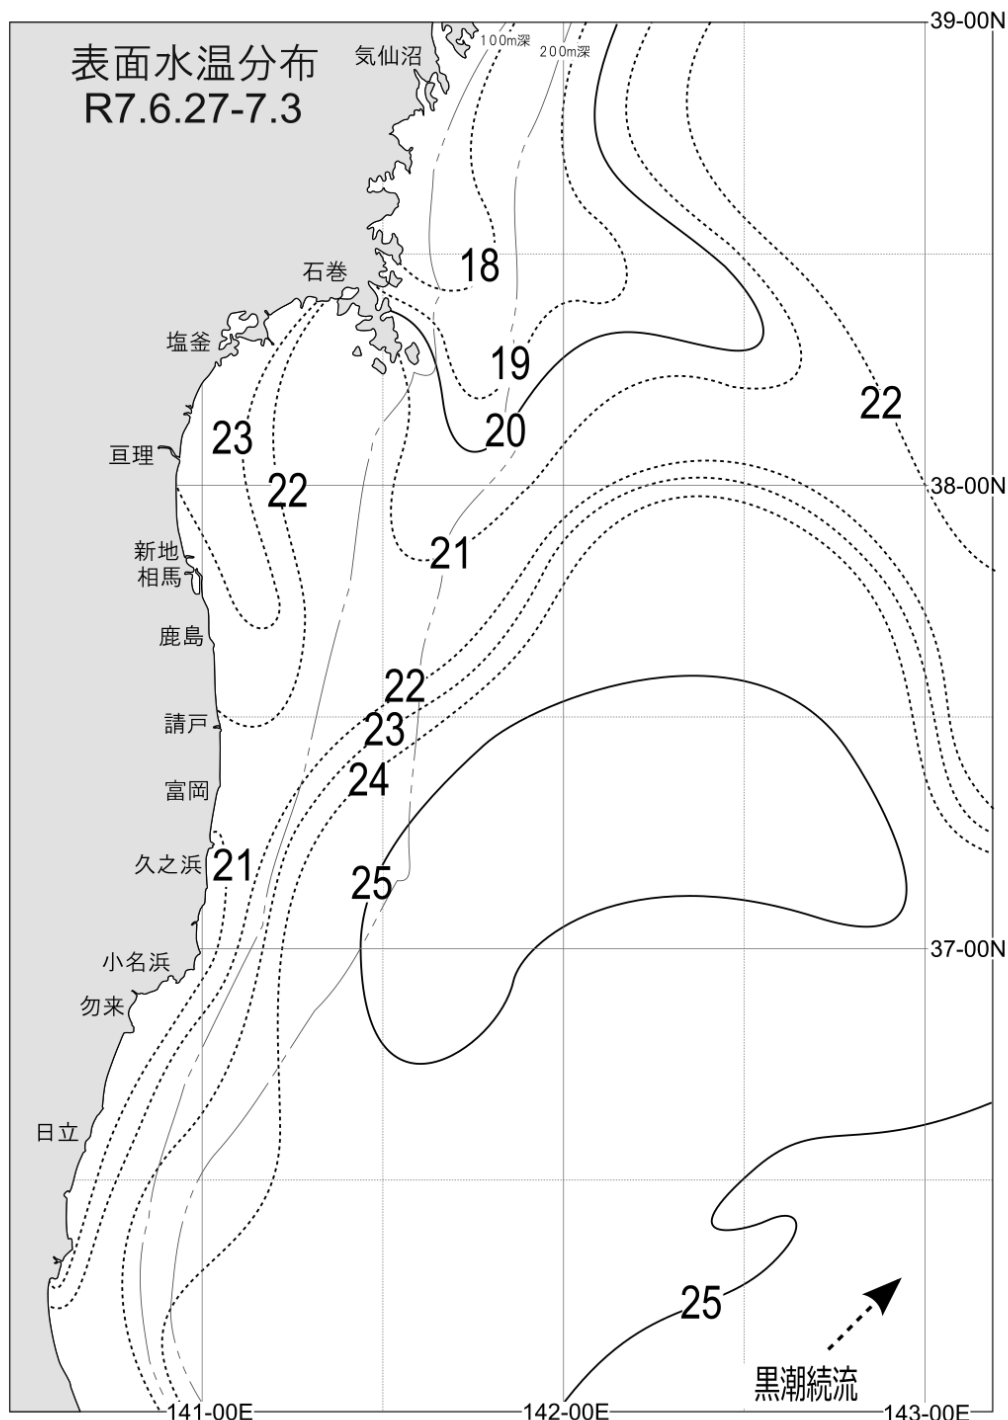 表面水温分布
R7.6.27-7.3
気仙沼
100m深
200m深
39-00N
18
石巻
塩釜
19
22
20
23
亘理
22
38-00N
21
新地
相馬
鹿島
22
請戸
23
24
富岡
久之浜
21
25
37-00N
小名浜
勿来
日立
25
黒潮続流
141-00E
142-00E
143-00E